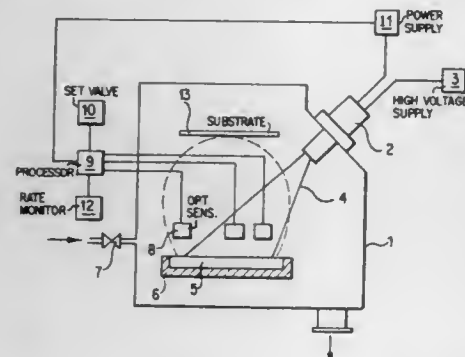 11
POWER
SUPPLY
3
HIGH VOLTAGE
SUPPLY
SET VALVE
10
13
SUBSTRATE
2
9
PROCESSOR
4
RATE
MONITOR
12
OPT
SENS.
8
1
7
5
6